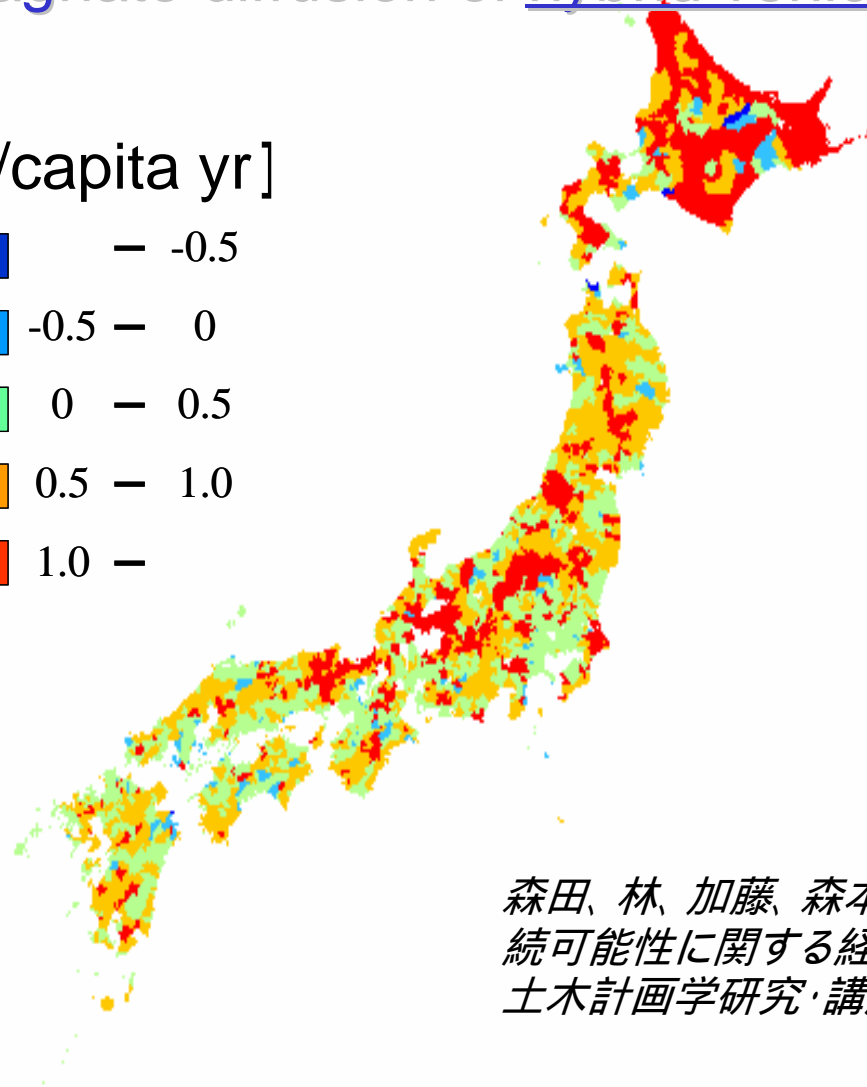 diffusion of
/capita yr]
– -0.5
-0.5 – 0
0 – 0.5
0.5 – 1.0
1.0 –
森田、林、加藤、森本
続可能性に関する経
土木計画学研究・講